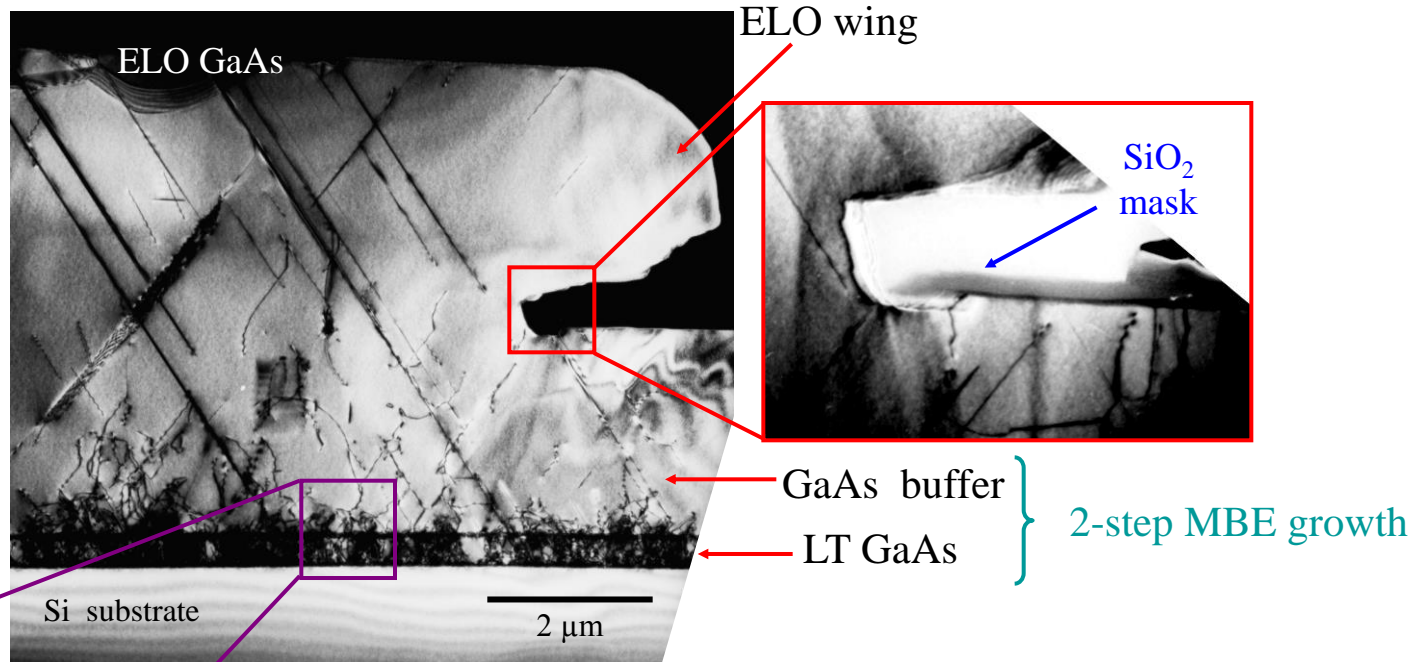 ELO wing
ELO GaAs
SiO₂
mask
GaAs buffer
2-step MBE growth
LT GaAs
Si substrate
2 µm